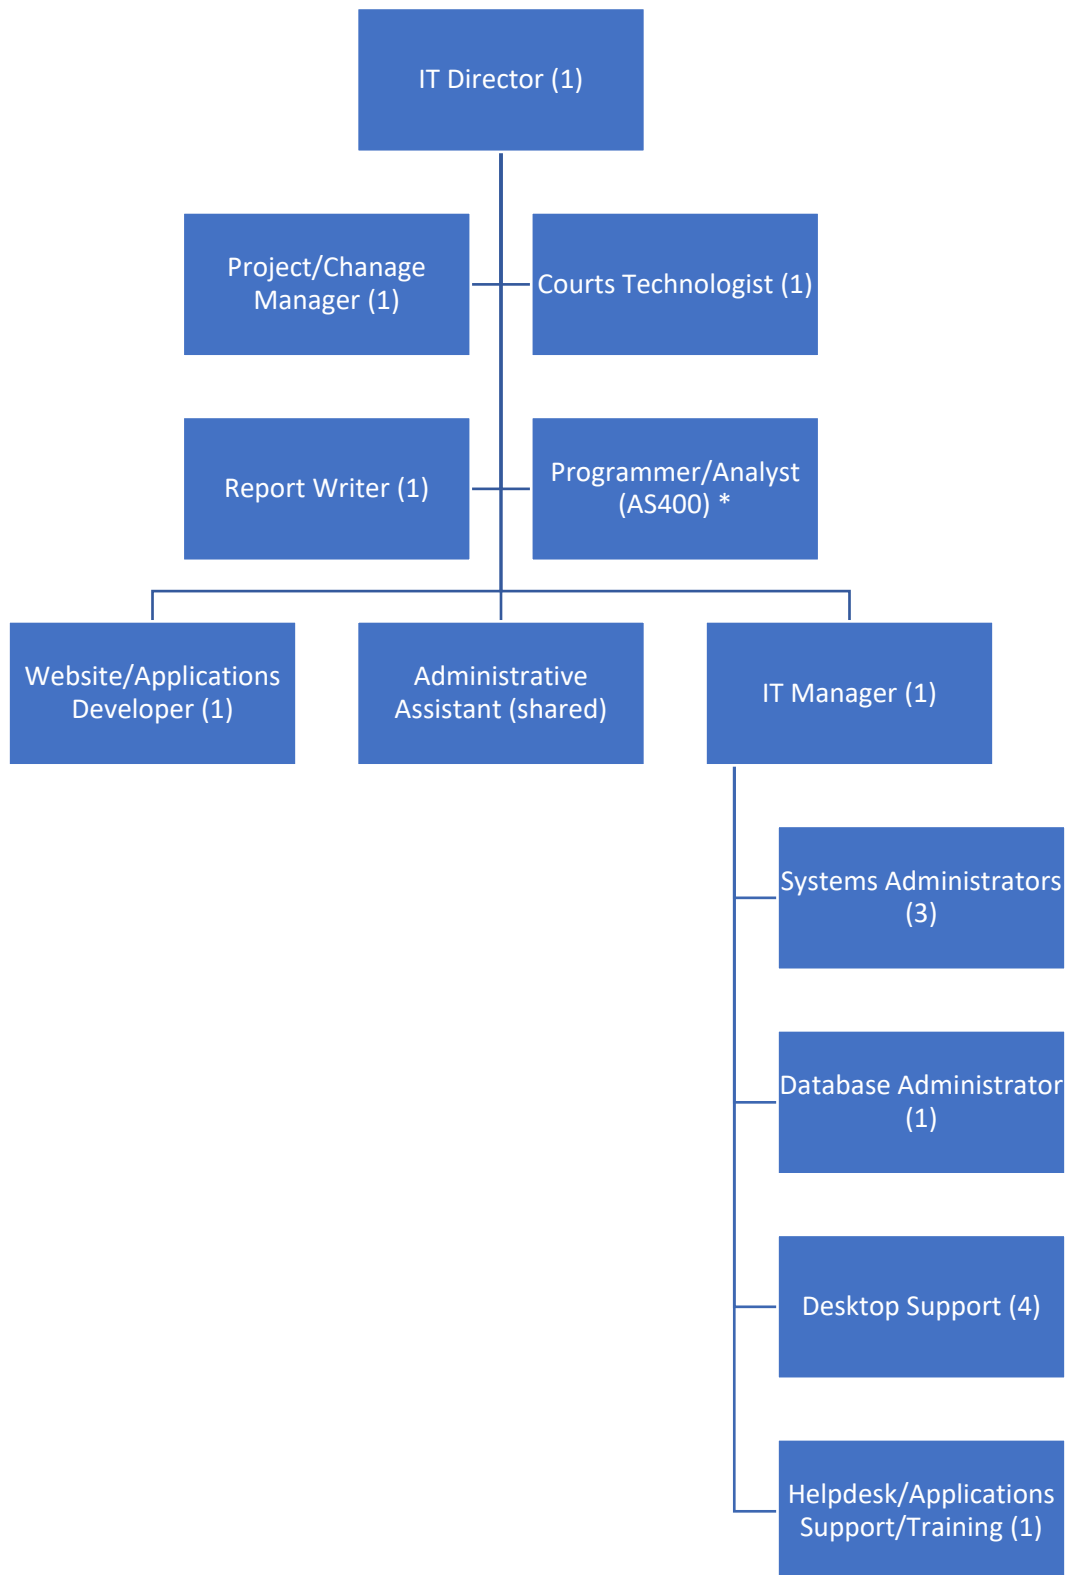 IT Director (1)
Project/Chanage
Manager (1)
Courts Technologist (1)
Report Writer (1)
Programmer/Analyst
(AS400) *
Website/Applications
Developer (1)
Administrative
Assistant (shared)
IT Manager (1)
Systems Administrators
(3)
Database Administrator
(1)
Desktop Support (4)
Helpdesk/Applications
Support/Training (1)